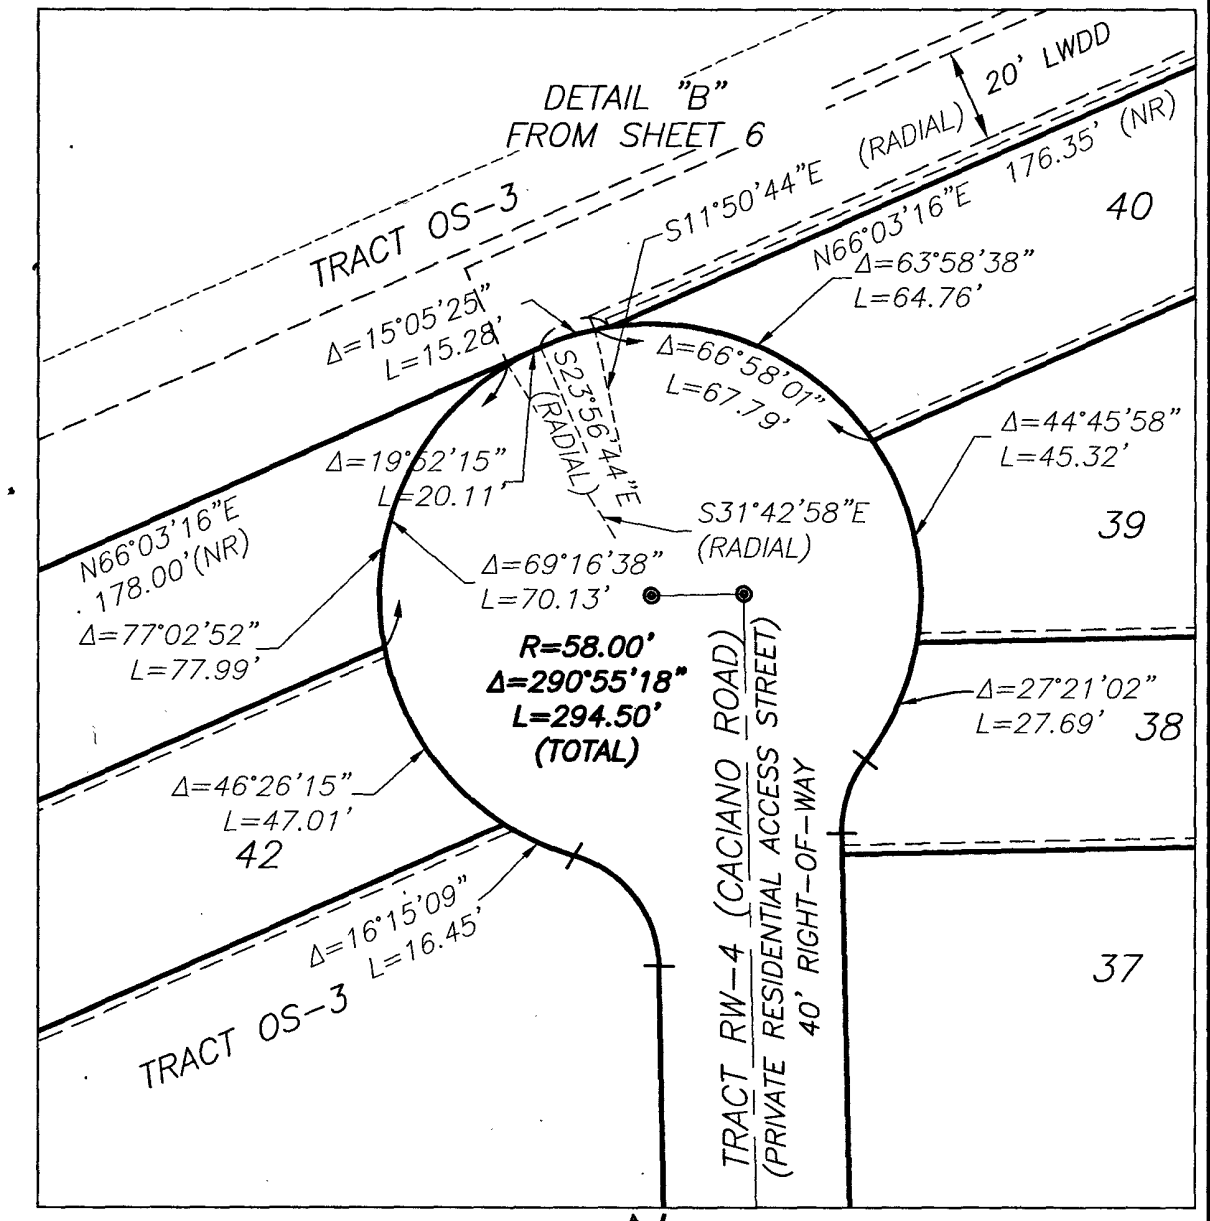 DETAIL "B"
FROM SHEET 6
20' LWDD
TRACT OS-3
S11°50'44"E (RADIAL)
N66°03'16"E 176.35' (NR)
40
Δ=63°58'38"
L=64.76'
Δ=15°05'25"
L=15.28'
Δ=66°58'01"
L=67.79'
S23°56'44"E
(RADIAL)
Δ=44°45'58"
L=45.32'
Δ=19°52'15"
L=20.11'
S31°42'58"E
(RADIAL)
39
N66°03'16"E
178.00'(NR)
Δ=69°16'38"
L=70.13'
Δ=77°02'52"
L=77.99'
R=58.00'
Δ=290°55'18"
L=294.50'
(TOTAL)
Δ=27°21'02"
L=27.69'
38
Δ=46°26'15"
L=47.01'
42
Δ=16°15'09"
L=16.45'
TRACT OS-3
TRACT RW-4 (CACIANO ROAD)
(PRIVATE RESIDENTIAL ACCESS STREET)
40' RIGHT-OF-WAY
37